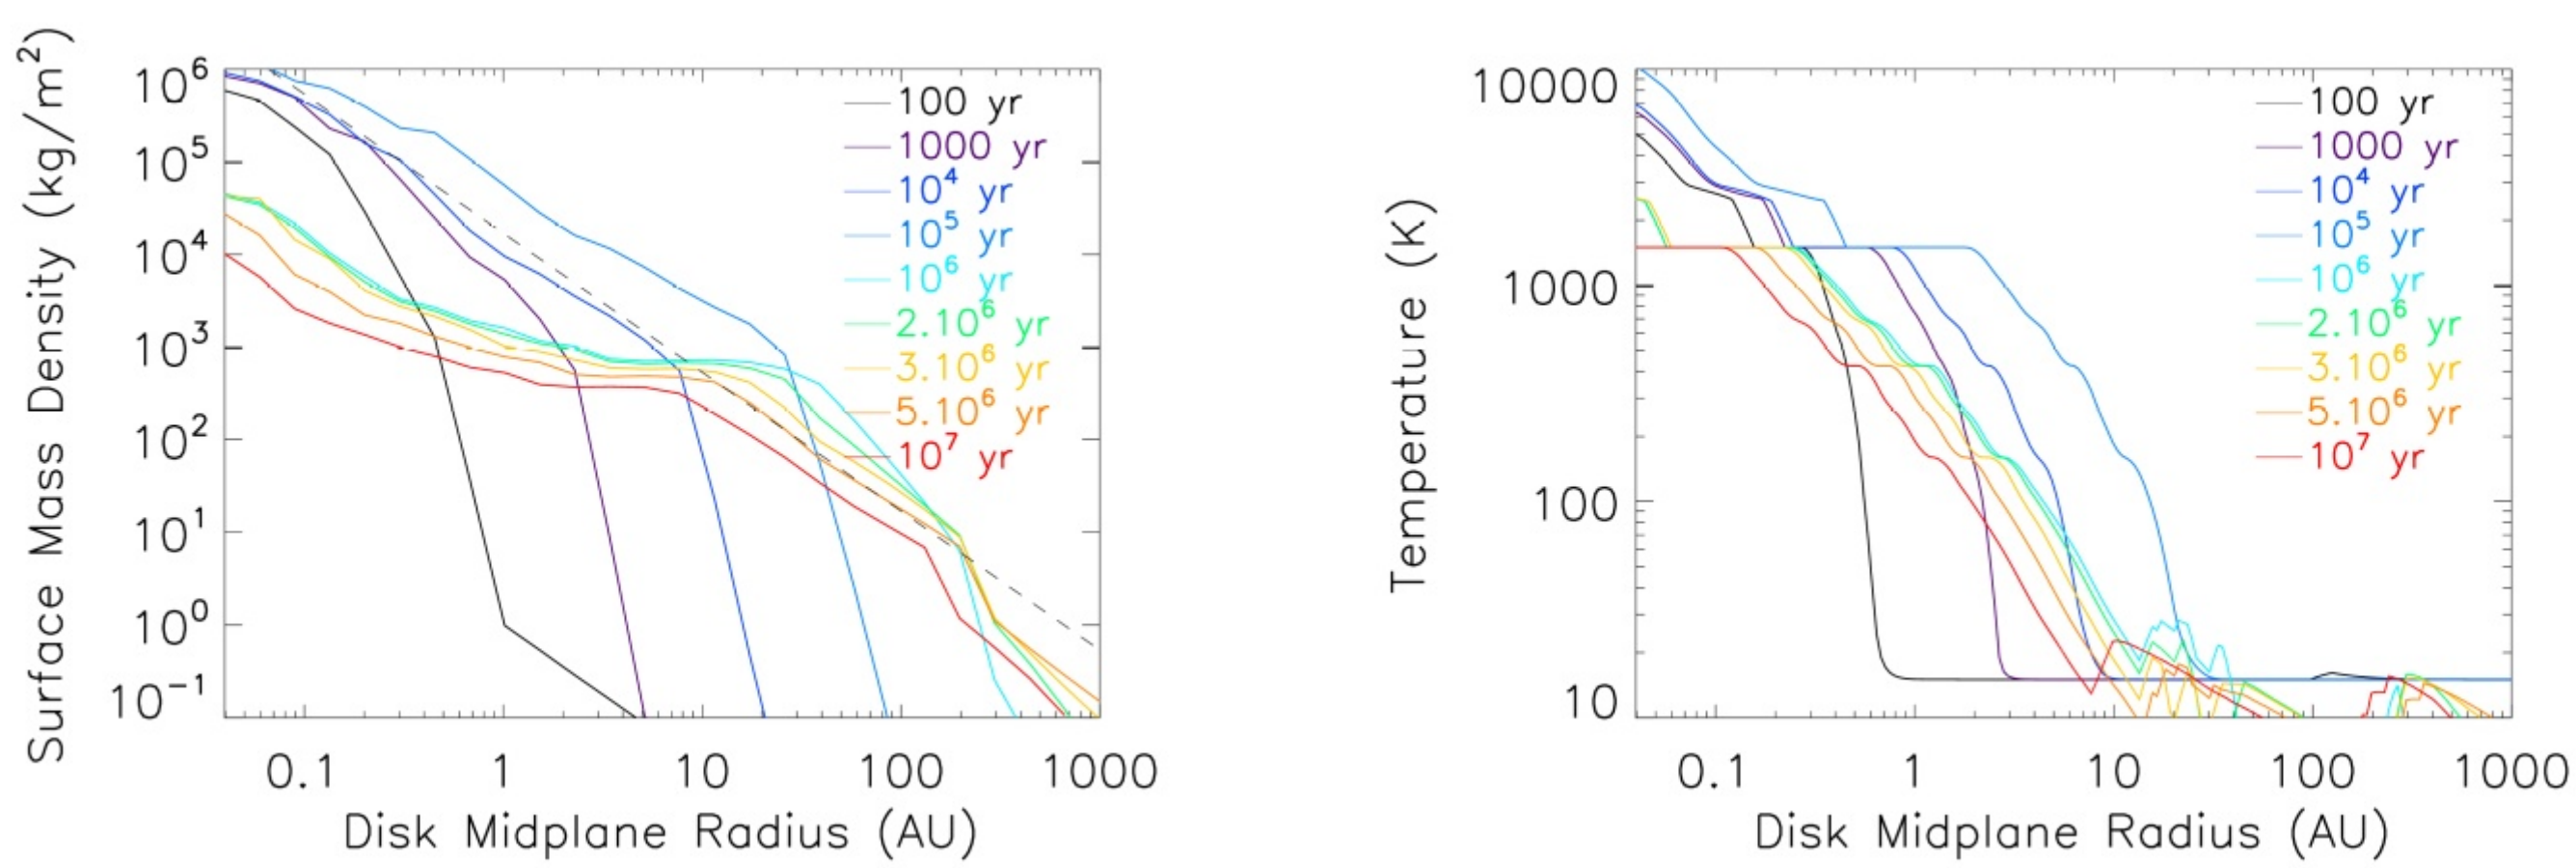 Surface Mass Density (kg/m²)
10⁶
10⁵
10⁴
10³
10²
10¹
10⁰
10⁻¹
100 yr
1000 yr
10⁴ yr
10⁵ yr
10⁶ yr
2.10⁶ yr
3.10⁶ yr
5.10⁶ yr
10⁷ yr
0.1 1 10 100 1000
Disk Midplane Radius (AU)
Temperature (K)
10000
1000
100
10
100 yr
1000 yr
10⁴ yr
10⁵ yr
10⁶ yr
2.10⁶ yr
3.10⁶ yr
5.10⁶ yr
10⁷ yr
0.1 1 10 100 1000
Disk Midplane Radius (AU)